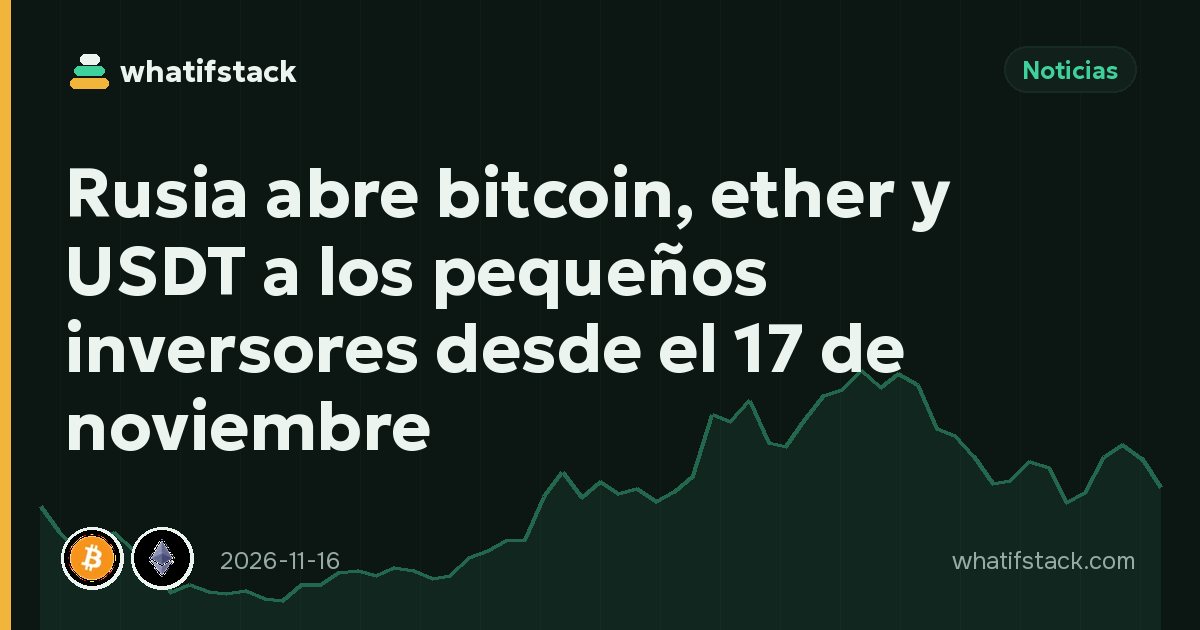 whatifstack
Noticias
Rusia abre bitcoin, ether y
USDT a los pequeños
inversores desde el 17 de
noviembre
2026-11-16
whatifstack.com